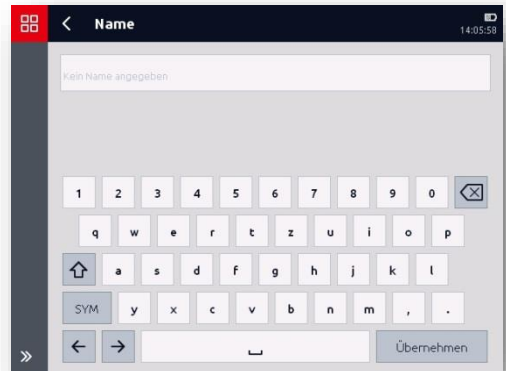 Name
14:05:58
Kein Name angegeben
1 2 3 4 5 6 7 8 9 0
q w e r t z u i o p
a s d f g h j k l
SYM y x c v b n m , .
Übernehmen